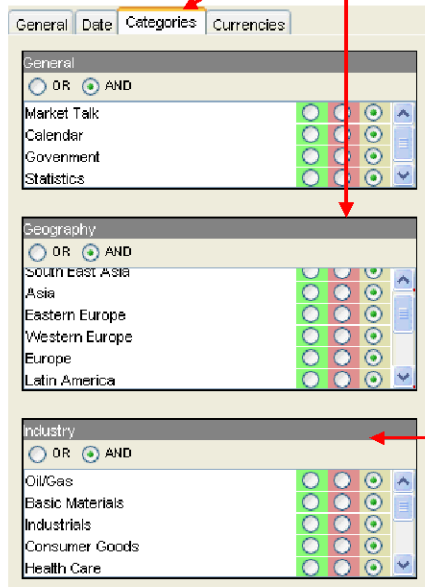 General Date Categories Currencies
General
OR AND
Market Talk
Calendar
Govenment
Statistics
Geography
OR AND
South East Asia
Asia
Eastern Europe
Western Europe
Europe
Latin America
Industry
OR AND
Oil/Gas
Basic Materials
Industrials
Consumer Goods
Health Care